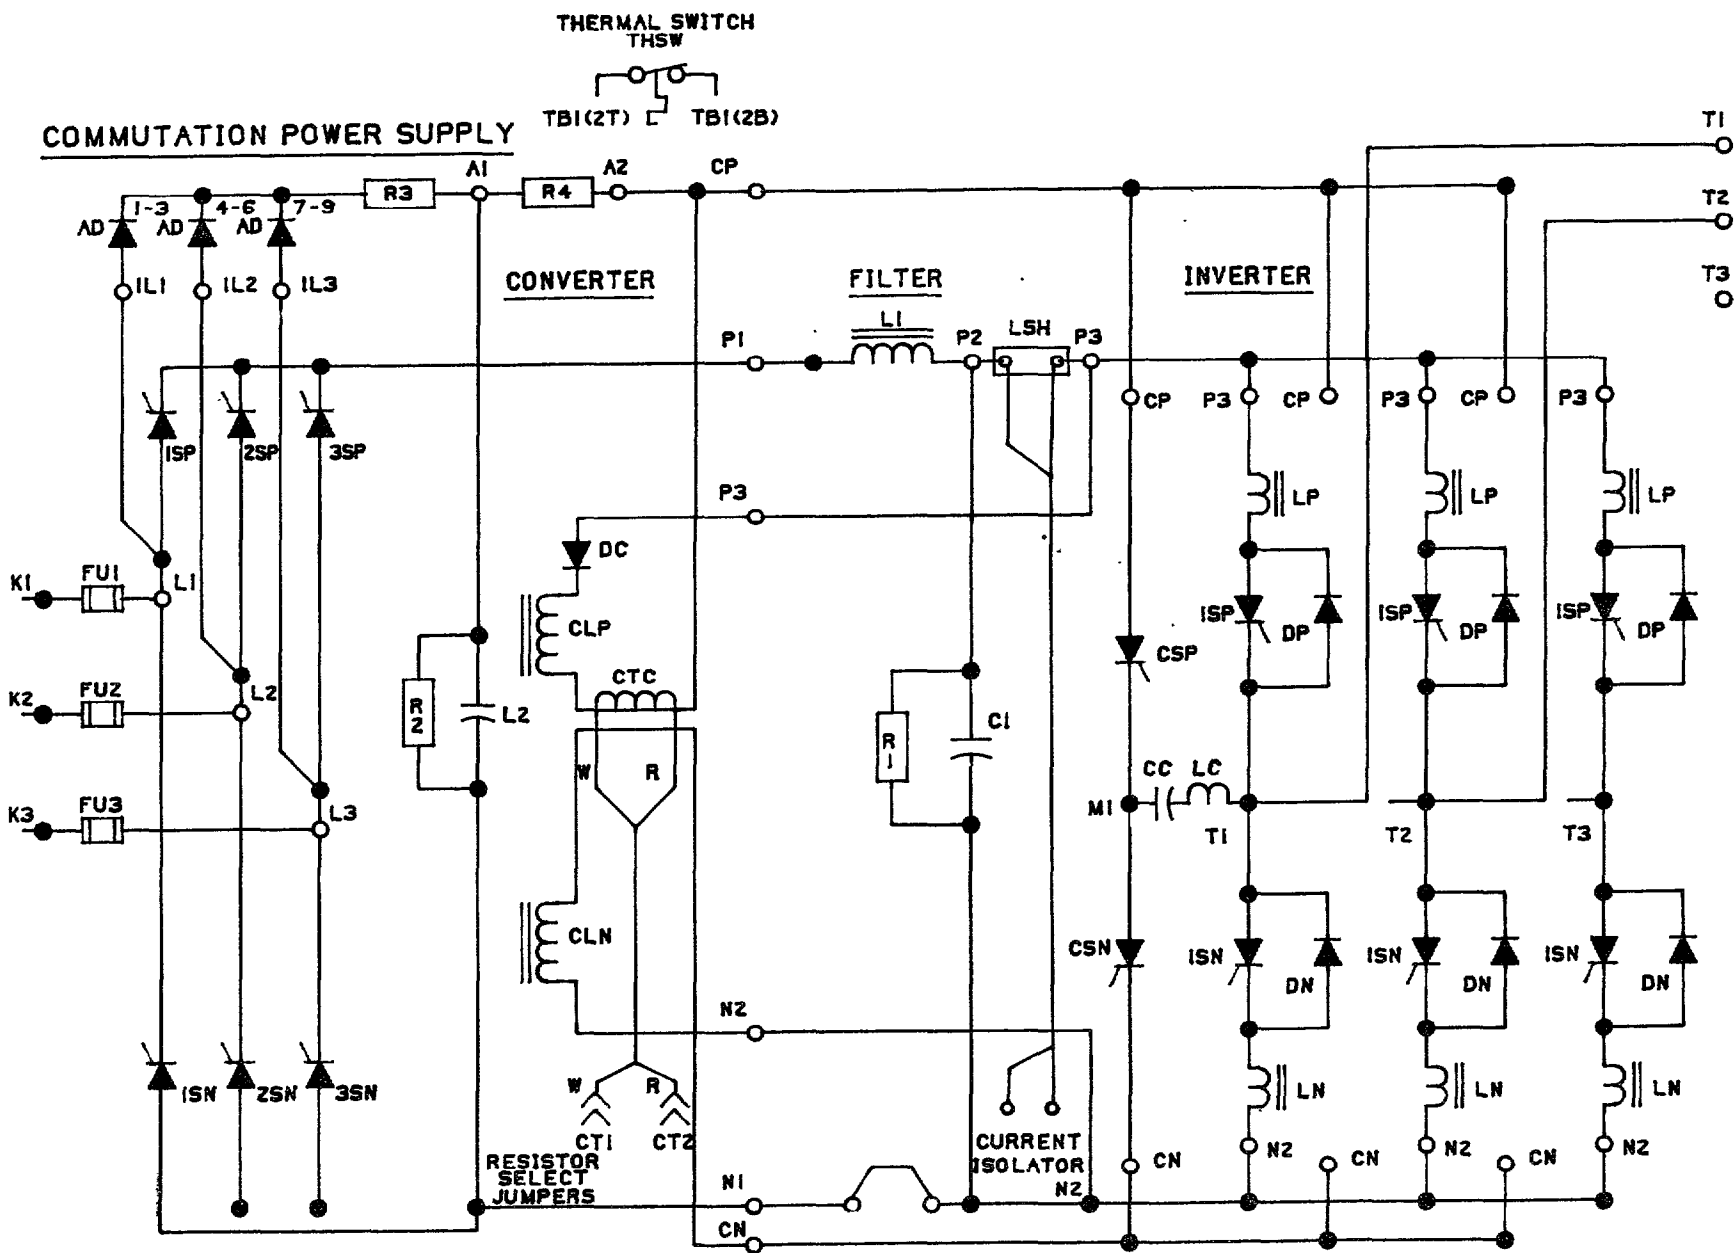 THERMAL SWITCH
THSW
TB1(2T) TB1(2B)
COMMUTATION POWER SUPPLY
T1
A1 A2 CP
R3 R4
1-3 4-6 7-9
AD AD AD
T2
1L1 1L2 1L3
CONVERTER FILTER INVERTER
T3
L1 LSH
P1 P2 P3
CP P3 CP P3 CP P3
1SP 2SP 3SP
P3
LP LP LP
DC
FU1
K1 L1
1SP DP 1SP DP 1SP DP
CLP
CSP
CTC
FU2 L2
K2
R2 L2
R1 C1
W R
CC LC
FU3 L3
K3
M1 T1 T2 T3
CLN
CSN 1SN 1SN 1SN
DN DN DN
N2
1SN 2SN 3SN
W R
LN LN LN
CT1 CT2
CURRENT
ISOLATOR
N2
CN N2 CN N2 CN N2
RESISTOR
SELECT
JUMPERS
N1
CN